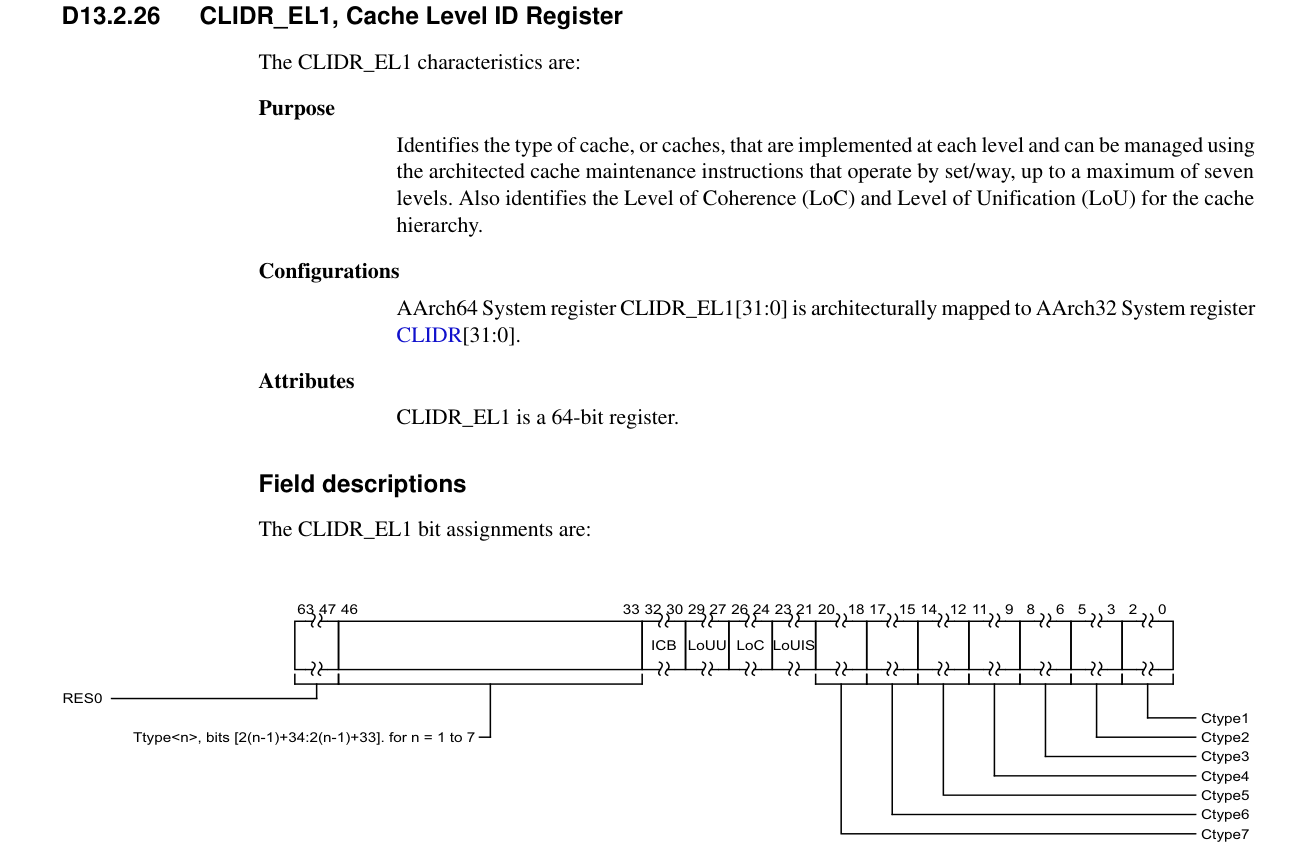 D13.2.26 CLIDR_EL1, Cache Level ID Register
The CLIDR_EL1 characteristics are:
Purpose
Identifies the type of cache, or caches, that are implemented at each level and can be managed using
the architected cache maintenance instructions that operate by set/way, up to a maximum of seven
levels. Also identifies the Level of Coherence (LoC) and Level of Unification (LoU) for the cache
hierarchy.
Configurations
AArch64 System register CLIDR_EL1[31:0] is architecturally mapped to AArch32 System register
CLIDR[31:0].
Attributes
CLIDR_EL1 is a 64-bit register.
Field descriptions
The CLIDR_EL1 bit assignments are:
63 47 46 33 32 30 29 27 26 24 23 21 20 18 17 15 14 12 11 9 8 6 5 3 2 0
ICB LoUU LoC LoUIS
RES0
Ttype<n>, bits [2(n-1)+34:2(n-1)+33]. for n = 1 to 7
Ctype1
Ctype2
Ctype3
Ctype4
Ctype5
Ctype6
Ctype7